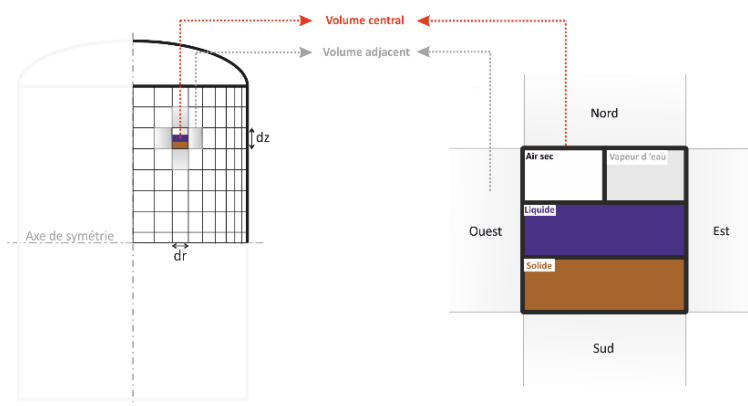 Volume central
Volume adjacent
dz
Axe de symétrie
dr
Nord
Air sec
Vapeur d 'eau
Liquide
Ouest
Est
Solide
Sud